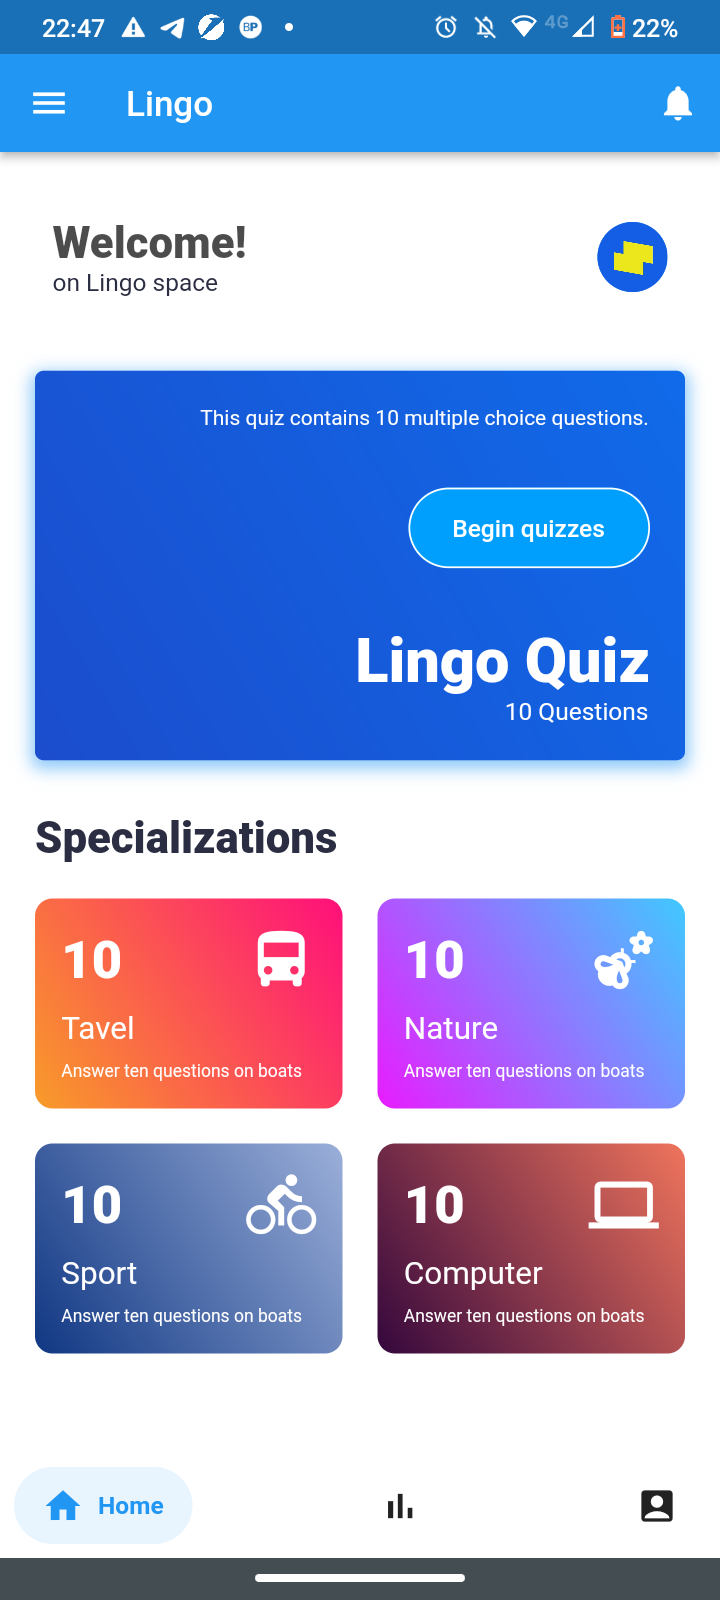 22:47 BP 4G 22%
Lingo
Welcome!
on Lingo space
This quiz contains 10 multiple choice questions.
Begin quizzes
Lingo Quiz
10 Questions
Specializations
10
Tavel
Answer ten questions on boats
10
Nature
Answer ten questions on boats
10
Sport
Answer ten questions on boats
10
Computer
Answer ten questions on boats
Home